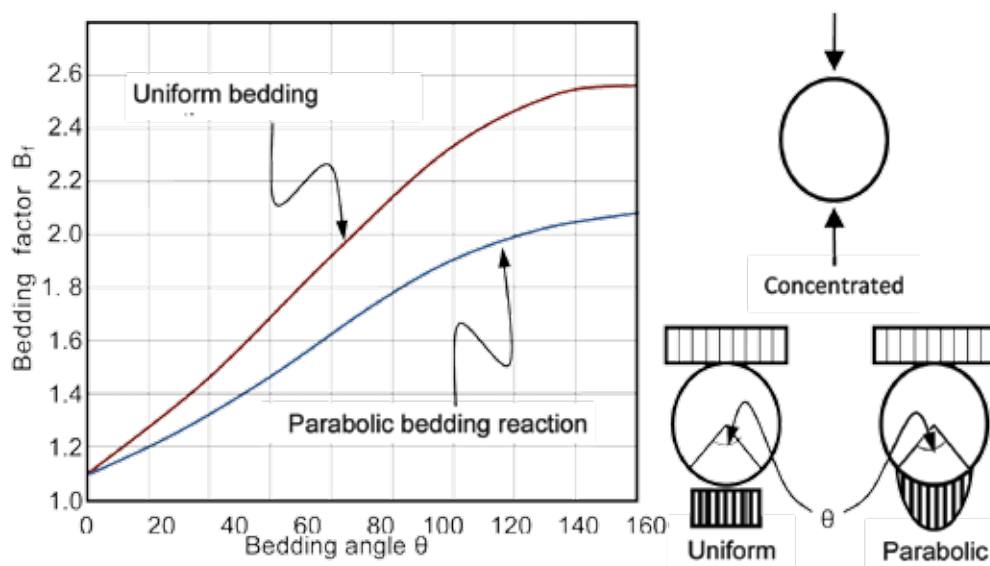 Bedding factor Bf
2.6
2.4
2.2
2.0
1. 8
1.6
1.4
1.2
1.0
0
20
40
60
80
100
120
140
160
Bedding angle θ
Uniform bedding
Parabolic bedding reaction
Concentrated
θ
Uniform
Parabolic